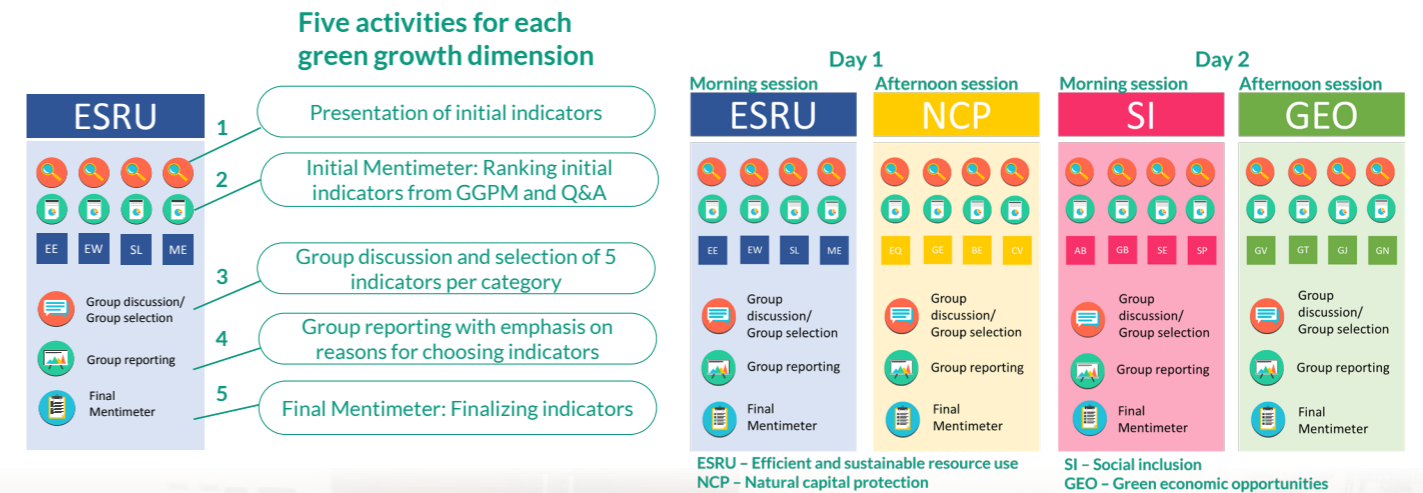 Five activities for each
green growth dimension
ESRU
1
Presentation of initial indicators
2
Initial Mentimeter: Ranking initial
indicators from GGPM and Q&A
EE EW SL ME
3
Group discussion and selection of 5
indicators per category
Group discussion/
Group selection
4
Group reporting with emphasis on
reasons for choosing indicators
Group reporting
5
Final Mentimeter: Finalizing indicators
Final
Mentimeter
Day 1
Morning session
ESRU
EE EW SL ME
Group
discussion/
Group selection
Group reporting
Final
Mentimeter
Afternoon session
NCP
EQ GE BE CV
Group
discussion/
Group selection
Group reporting
Final
Mentimeter
ESRU – Efficient and sustainable resource use
NCP – Natural capital protection
Day 2
Morning session
SI
AB GB SE SP
Group
discussion/
Group selection
Group reporting
Final
Mentimeter
Afternoon session
GEO
GV GT GJ GN
Group
discussion/
Group selection
Group reporting
Final
Mentimeter
SI – Social inclusion
GEO – Green economic opportunities